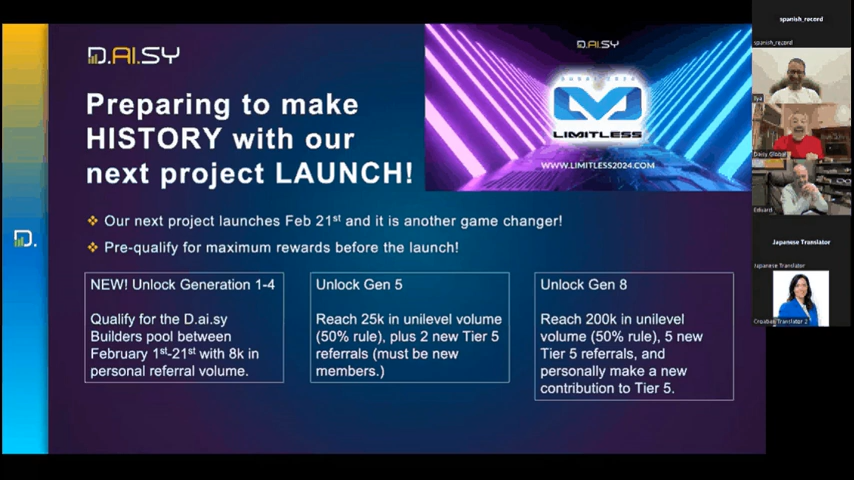 D.AI.SY
Preparing to make
HISTORY with our
next project LAUNCH!
D.AI.SY
DUBAI 2024
LIMITLESS
WWW.LIMITLESS2024.COM
❖ Our next project launches Feb 21st and it is another game changer!
❖ Pre-qualify for maximum rewards before the launch!
NEW! Unlock Generation 1-4
Qualify for the D.ai.sy
Builders pool between
February 1st-21st with 8k in
personal referral volume.
Unlock Gen 5
Reach 25k in unilevel volume
(50% rule), plus 2 new Tier 5
referrals (must be new
members.)
Unlock Gen 8
Reach 200k in unilevel
volume (50% rule), 5 new
Tier 5 referrals, and
personally make a new
contribution to Tier 5.
D.
spanish_record
spanish_record
Ilya
Daisy Global
Eduard
Japanese Translator
Japanese Translator
Croatian Translator 2